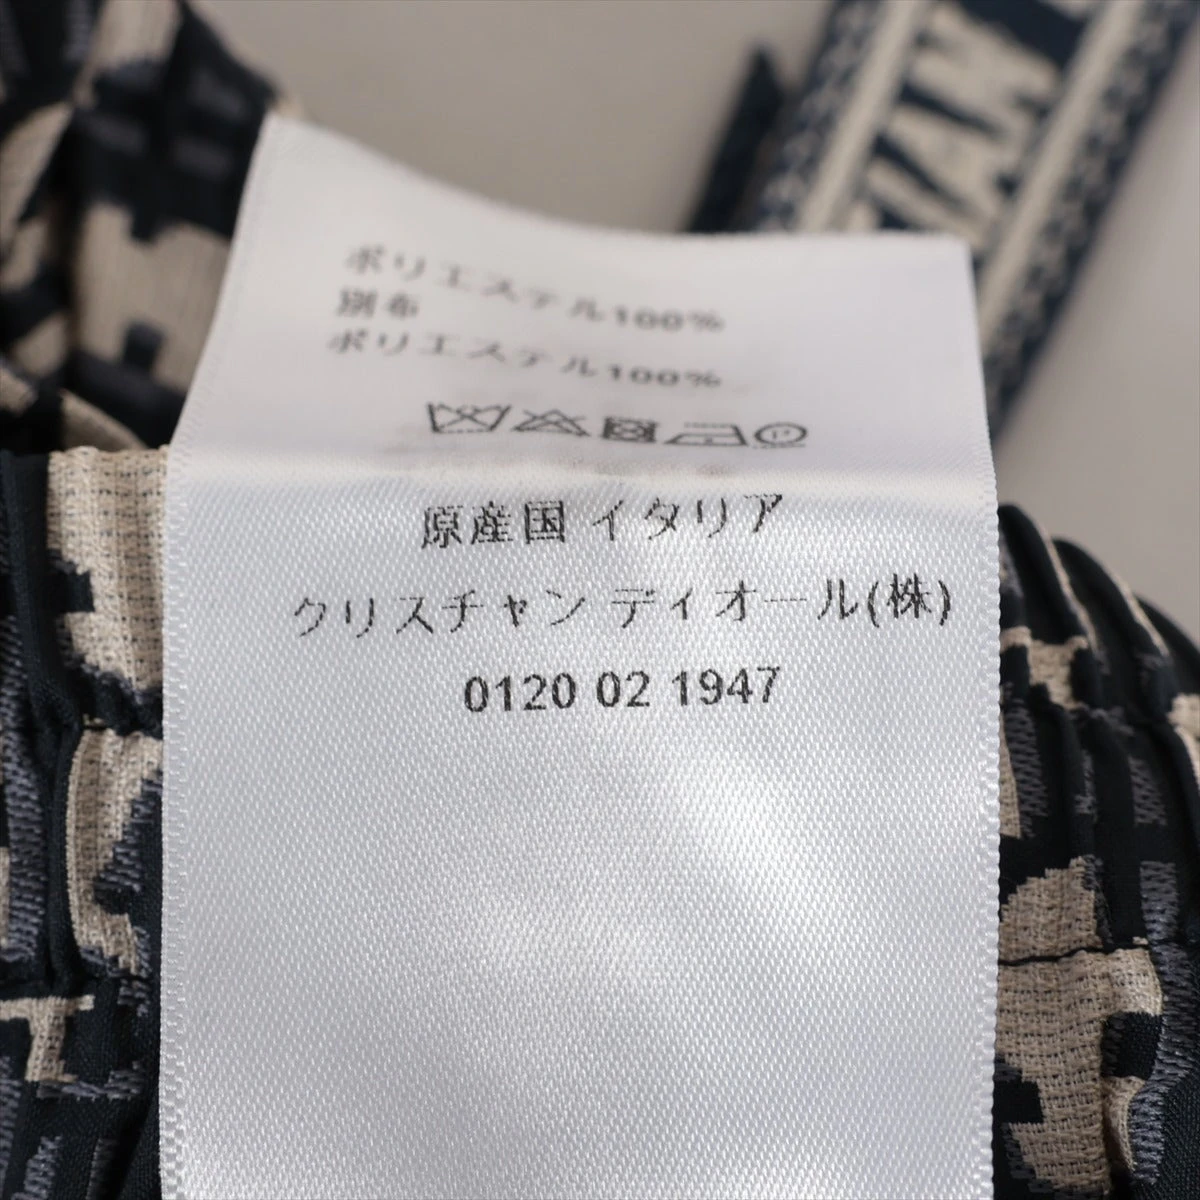 ポリエステル100%
別布
ポリエステル100%
原産国 イタリア
クリスチャン ディオール(株)
0120 02 1947